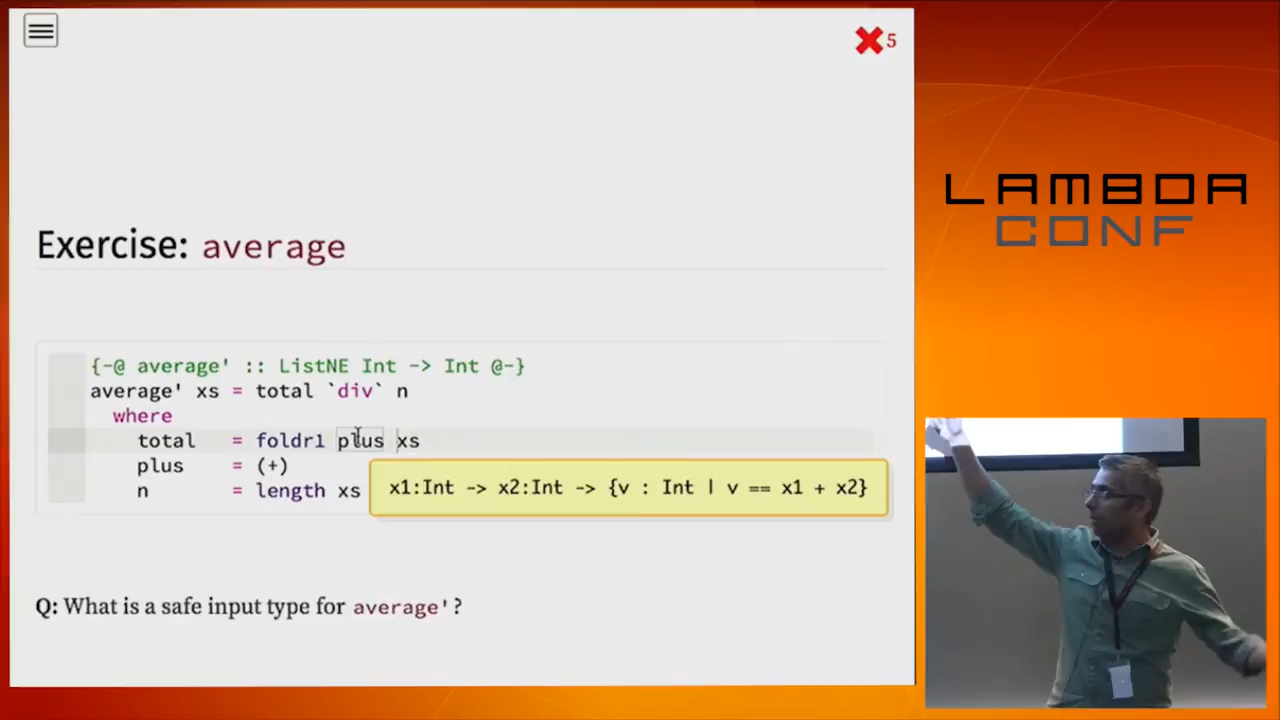 5
LAMBDA
CONF
Exercise: average
{-@ average' :: ListNE Int -> Int @-}
average' xs = total `div` n
where
total = foldr1 plus xs
plus = (+)
n = length xs
x1:Int -> x2:Int -> {v : Int | v == x1 + x2}
Q: What is a safe input type for average'?